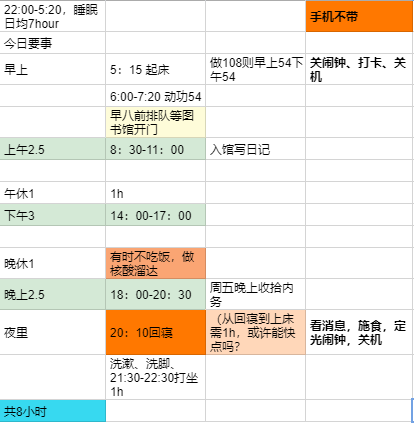 22:00-5:20，睡眠
日均7hour
手机不带
今日要事
早上
5：15 起床
做108则早上54下
午54
关闹钟、打卡、关
机
6:00-7:20 动功54
早八前排队等图
书馆开门
上午2.5
8：30-11：00
入馆写日记
午休1
1h
下午3
14：00-17：00
晚休1
有时不吃饭，做
核酸溜达
晚上2.5
18：00-20：30
周五晚上收拾内
务
夜里
20：10回寝
（从回寝到上床
需1h，或许能快
点吗？
看消息，施食，定
光闹钟，关机
洗漱、洗脚、
21:30-22:30打坐
1h
共8小时